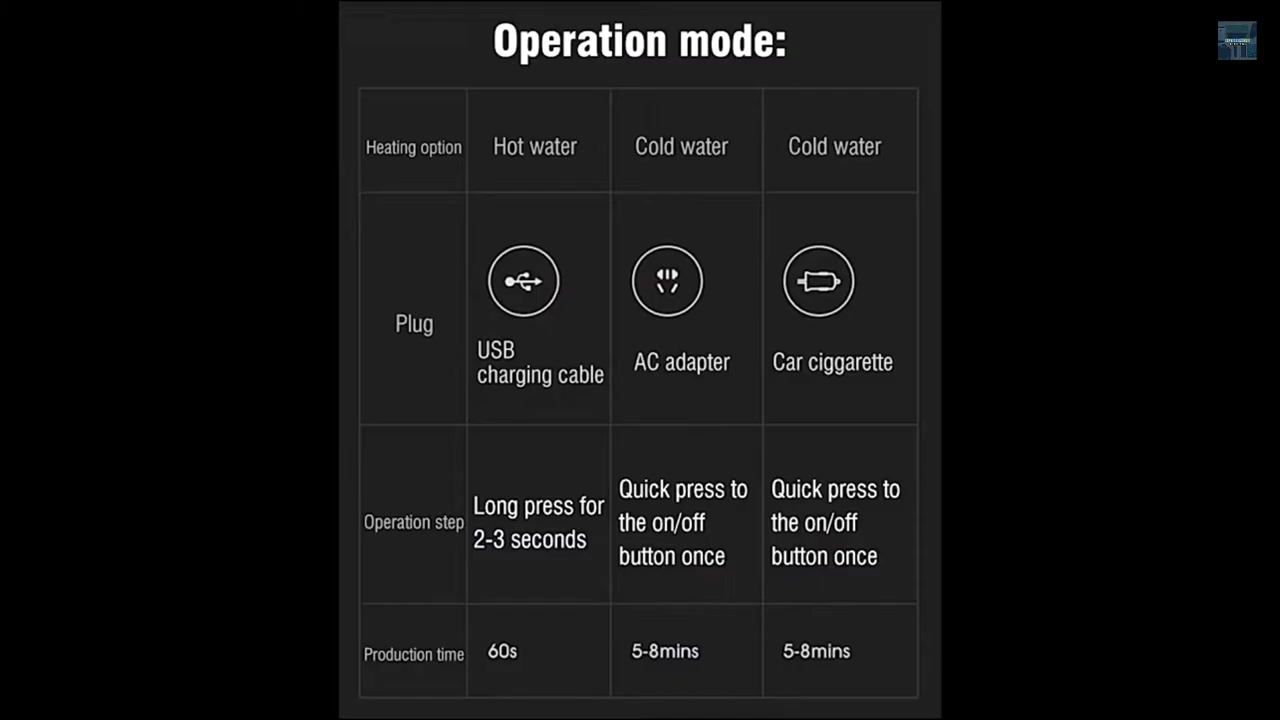 Operation mode:
Heating option
Hot water
Cold water
Cold water
Plug
USB
charging cable
AC adapter
Car ciggarette
Operation step
Long press for
2-3 seconds
Quick press to
the on/off
button once
Quick press to
the on/off
button once
Production time
60s
5-8mins
5-8mins